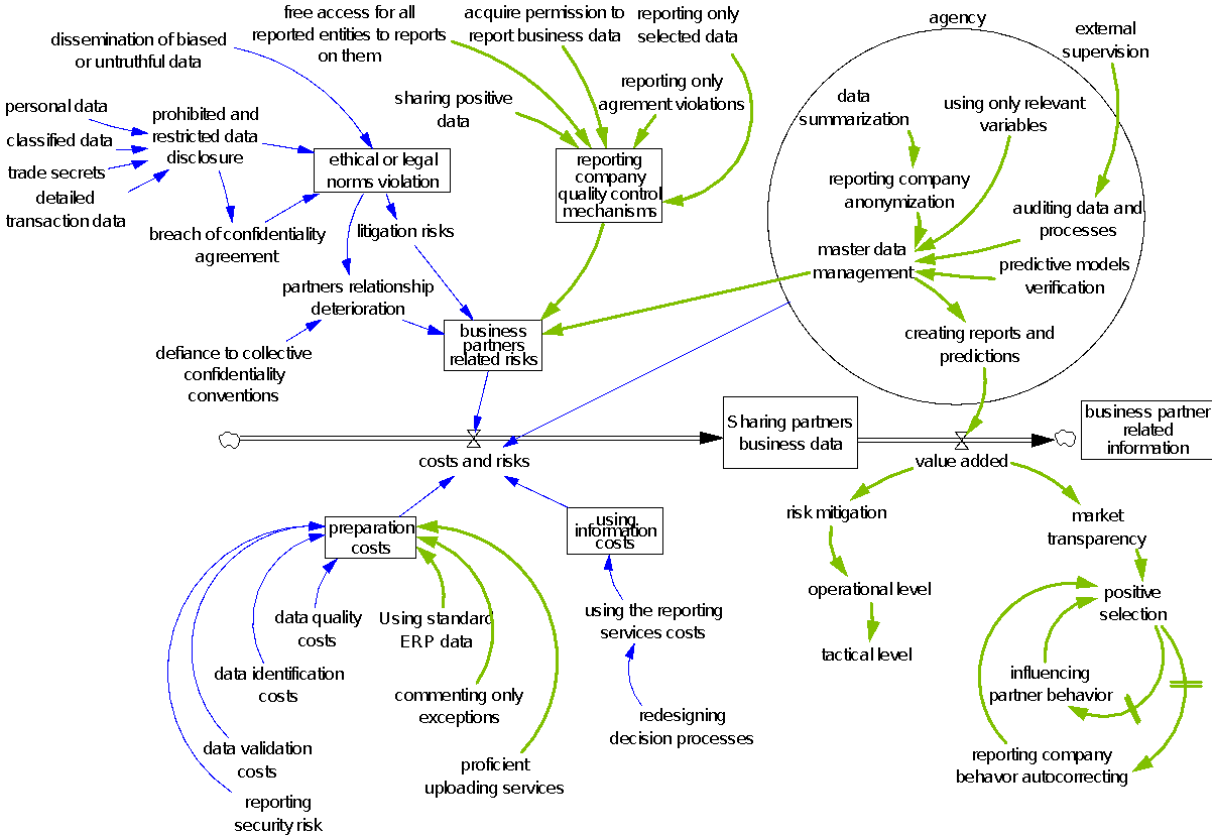 dissemination of biased
or untruthful data
free access for all
reported entities to reports
on them
acquire permission to
report business data
reporting only
selected data
agency
external
supervision
personal data
classified data
trade secrets
detailed
transaction data
prohibited and
restricted data
disclosure
sharing positive
data
reporting only
agrement violations
data
summarization
using only relevant
variables
ethical or legal
norms violation
reporting
company
quality control
mechanisms
reporting company
anonymization
auditing data and
processes
breach of confidentiality
agreement
litigation risks
master data
management
predictive models
verification
partners relationship
deterioration
business
partners
related risks
creating reports and
predictions
defiance to collective
confidentiality
conventions
Sharing partners
business data
business partner
related
information
costs and risks
value added
preparation
costs
using
information
costs
risk mitigation
market
transparency
data quality
costs
Using standard
ERP data
using the reporting
services costs
operational level
positive
selection
data identification
costs
commenting only
exceptions
tactical level
influencing
partner behavior
redesigning
decision processes
data validation
costs
proficient
uploading services
reporting company
behavor autocorrecting
reporting
security risk